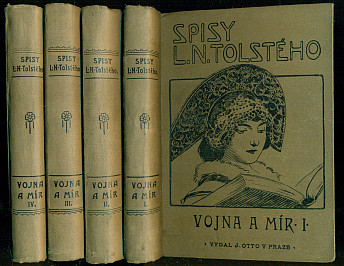 SPISY
L.N.TOLSTÉHO,
VOJNA
A MÍR
IV.
SPISY
L.N.TOLSTÉHO,
VOJNA
A MÍR
III.
SPISY
L.N.TOLSTÉHO,
VOJNA
A MÍR
II.
SPISY
L.N.TOLSTÉHO,
VOJNA
A MÍR
I.
SPISY
L.N.TOLSTÉHO
VOJNA A MÍR·I·
• VYDAL J. OTTO V PRAZE •